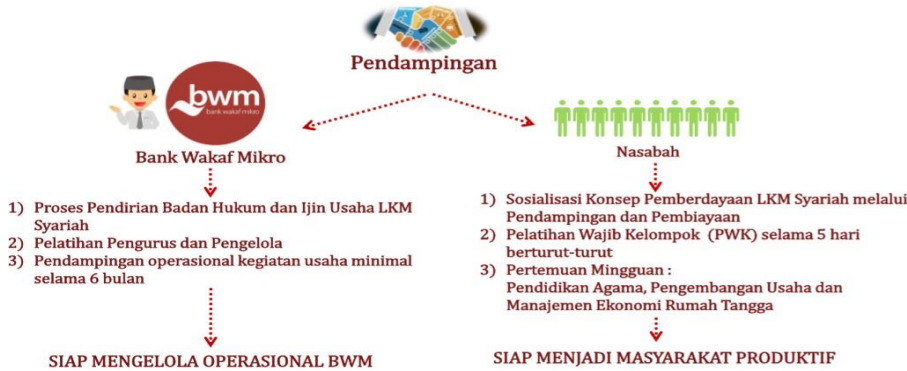 Pendampingan
bwm
bank wakaf mikro
Bank Wakaf Mikro
1) Proses Pendirian Badan Hukum dan Ijin Usaha LKM
Syariah
2) Pelatihan Pengurus dan Pengelola
3) Pendampingan operasional kegiatan usaha minimal
selama 6 bulan
SIAP MENGELOLA OPERASIONAL BWM
Nasabah
1) Sosialisasi Konsep Pemberdayaan LKM Syariah melalui
Pendampingan dan Pembiayaan
2) Pelatihan Wajib Kelompok (PWK) selama 5 hari
berturut-turut
3) Pertemuan Mingguan :
Pendidikan Agama, Pengembangan Usaha dan
Manajemen Ekonomi Rumah Tangga
SIAP MENJADI MASYARAKAT PRODUKTIF